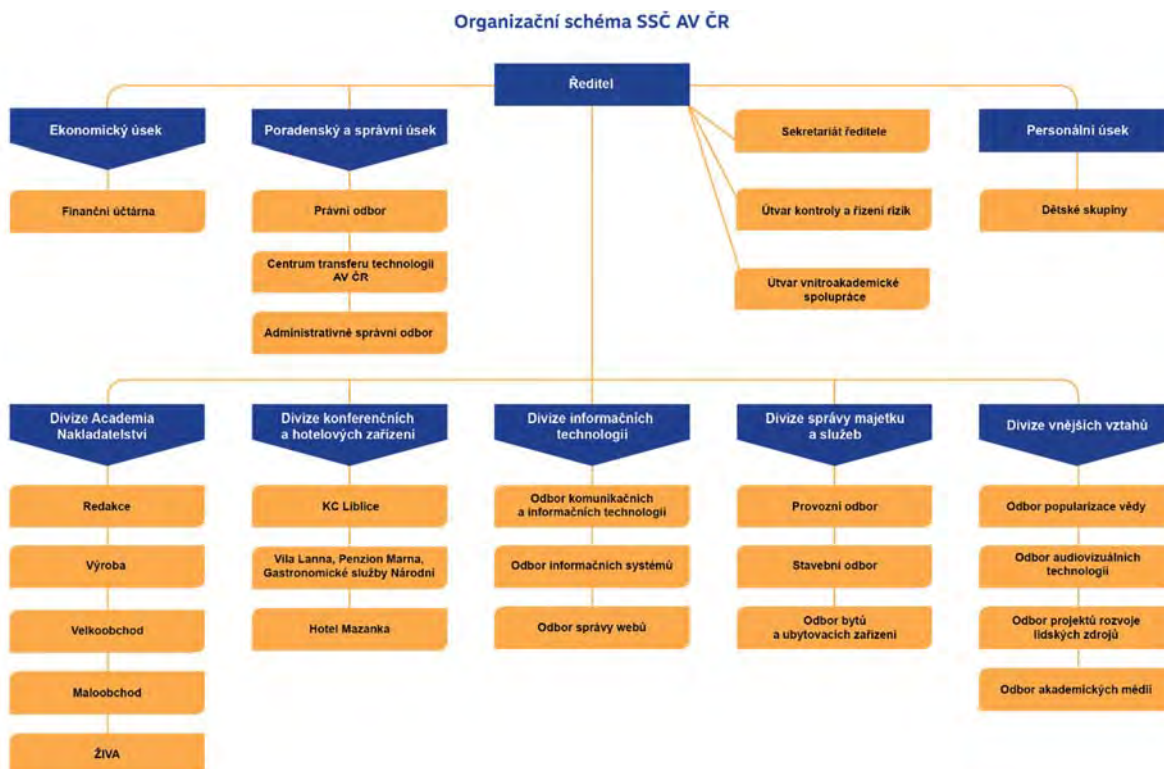 Organizační schéma SSČ AV ČR
Ředitel
Ekonomický úsek
Poradenský a správní úsek
Sekretariát ředitele
Personální úsek
Finanční účtárna
Právní odbor
Útvar kontroly a řízení rizik
Dětské skupiny
Centrum transferu technologií
AV ČR
Útvar vnitroakademické
spolupráce
Administrativně správní odbor
Divize Academia
Nakladatelství
Divize konferenčních
a hotelových zařízení
Divize informačních
technologií
Divize správy majetku
a služeb
Divize vnějších vztahů
Redakce
KC Liblice
Odbor komunikačních
a informačních technologií
Provozní odbor
Odbor popularizace vědy
Výroba
Vila Lanna, Penzion Marna,
Gastronomické služby Národní
Odbor informačních systémů
Stavební odbor
Odbor audiovizuálních
technologií
Velkoobchod
Hotel Mazanka
Odbor správy webů
Odbor bytů
a ubytovacích zařízení
Odbor projektů rozvoje
lidských zdrojů
Maloobchod
Odbor akademických médií
ŽIVA